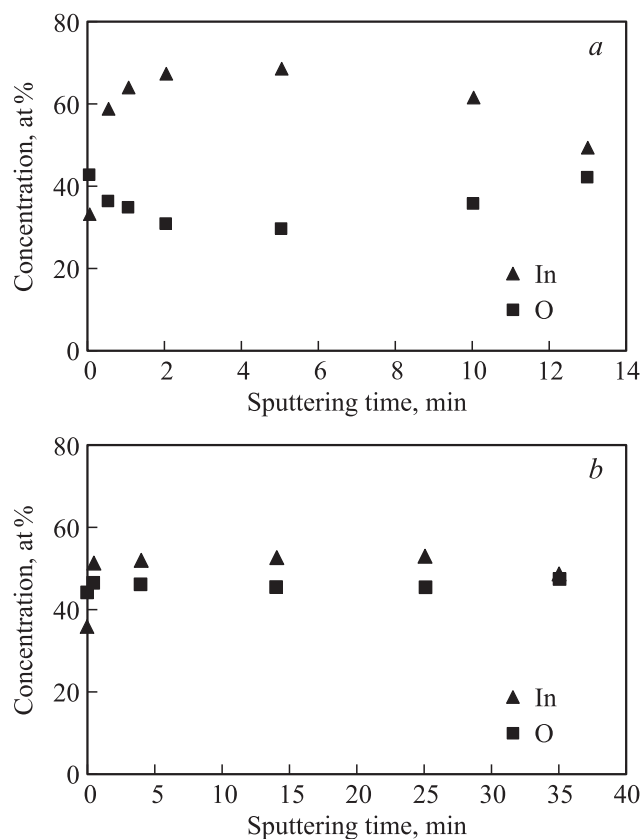 a
80
60
40
20
0
Concentration, at %
In
O
0 2 4 6 8 10 12 14
Sputtering time, min
b
80
60
40
20
0
Concentration, at %
In
O
0 5 10 15 20 25 30 35 40
Sputtering time, min